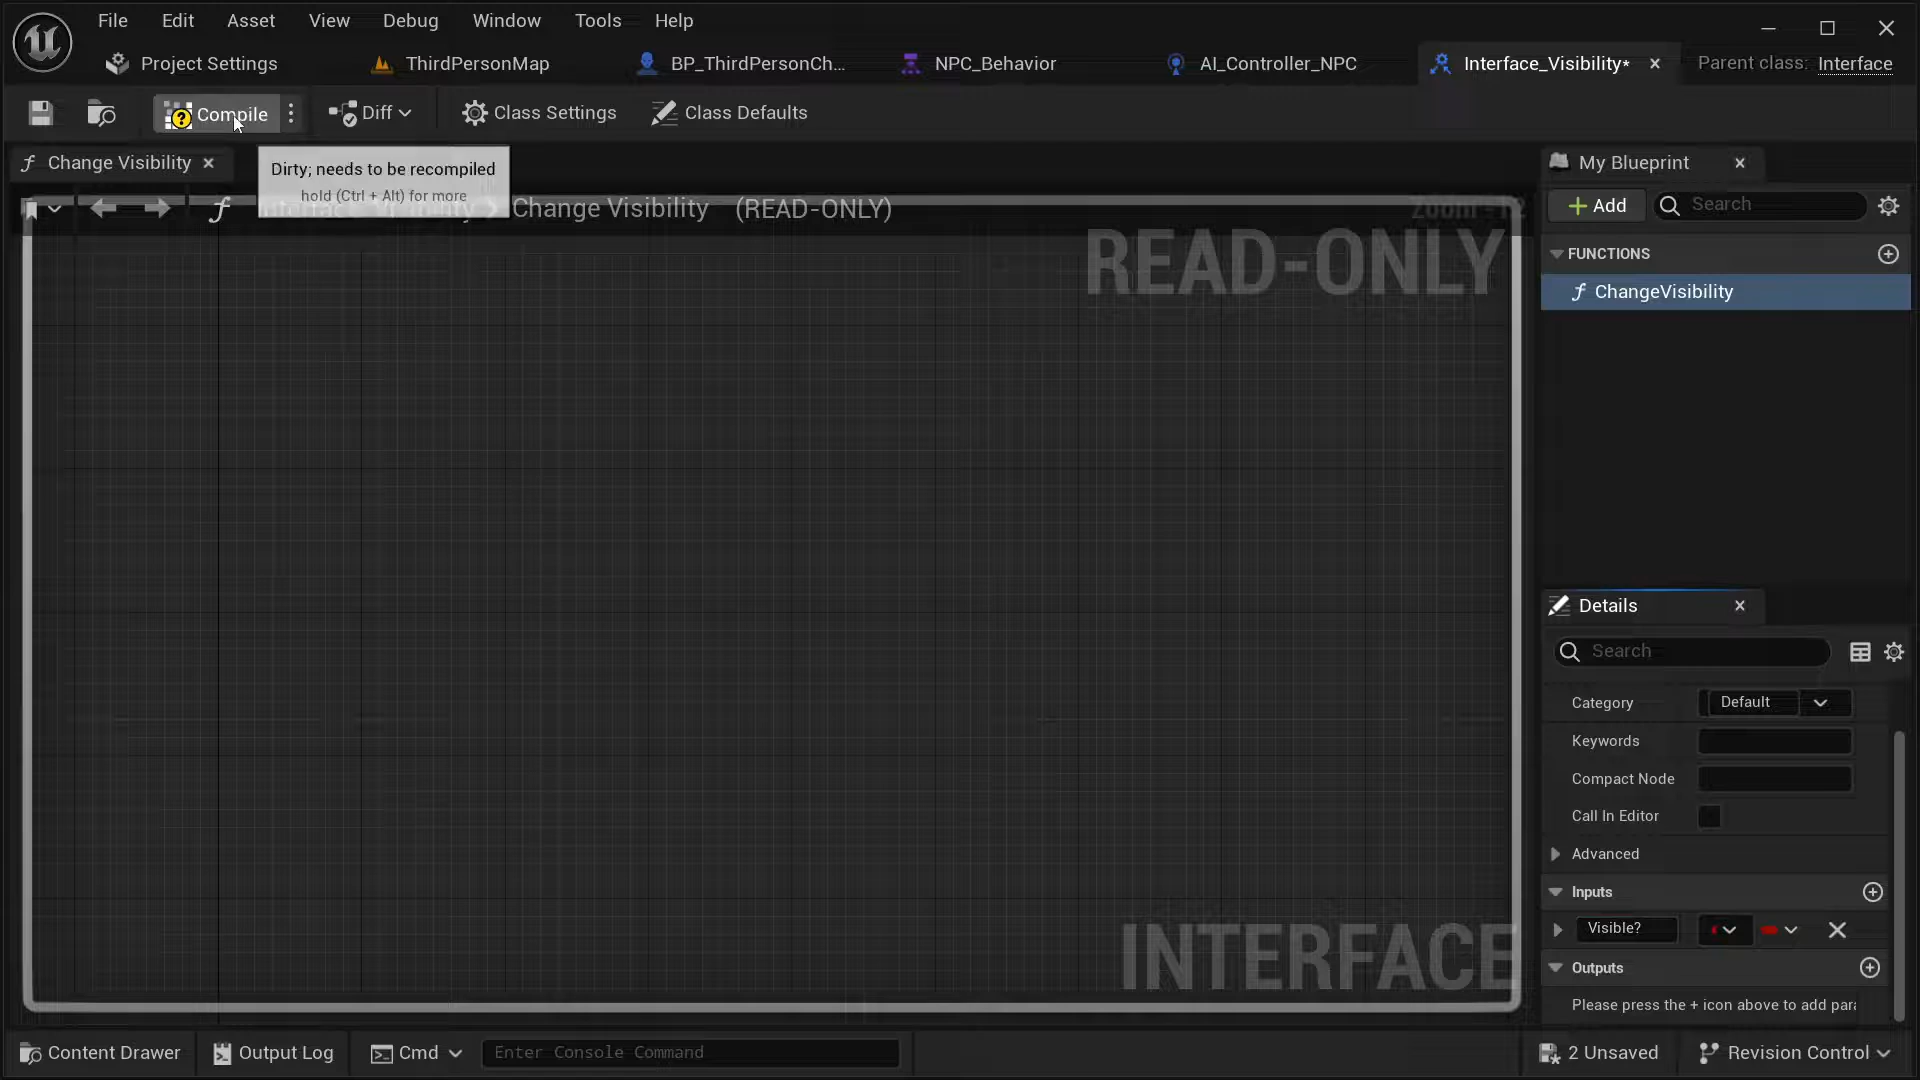 File Edit Asset View Debug Window Tools Help
Project Settings ThirdPersonMap BP_ThirdPersonCh... NPC_Behavior AI_Controller_NPC Interface_Visibility* Parent class: Interface
Compile Diff Class Settings Class Defaults
Change Visibility
Dirty; needs to be recompiled
hold (Ctrl + Alt) for more
Change Visibility (READ-ONLY)
READ-ONLY
INTERFACE
My Blueprint
Add Search
FUNCTIONS
ChangeVisibility
Details
Search
Category Default
Keywords
Compact Node
Call In Editor
Advanced
Inputs
Visible?
Outputs
Please press the + icon above to add para
Content Drawer Output Log Cmd Enter Console Command 2 Unsaved Revision Control